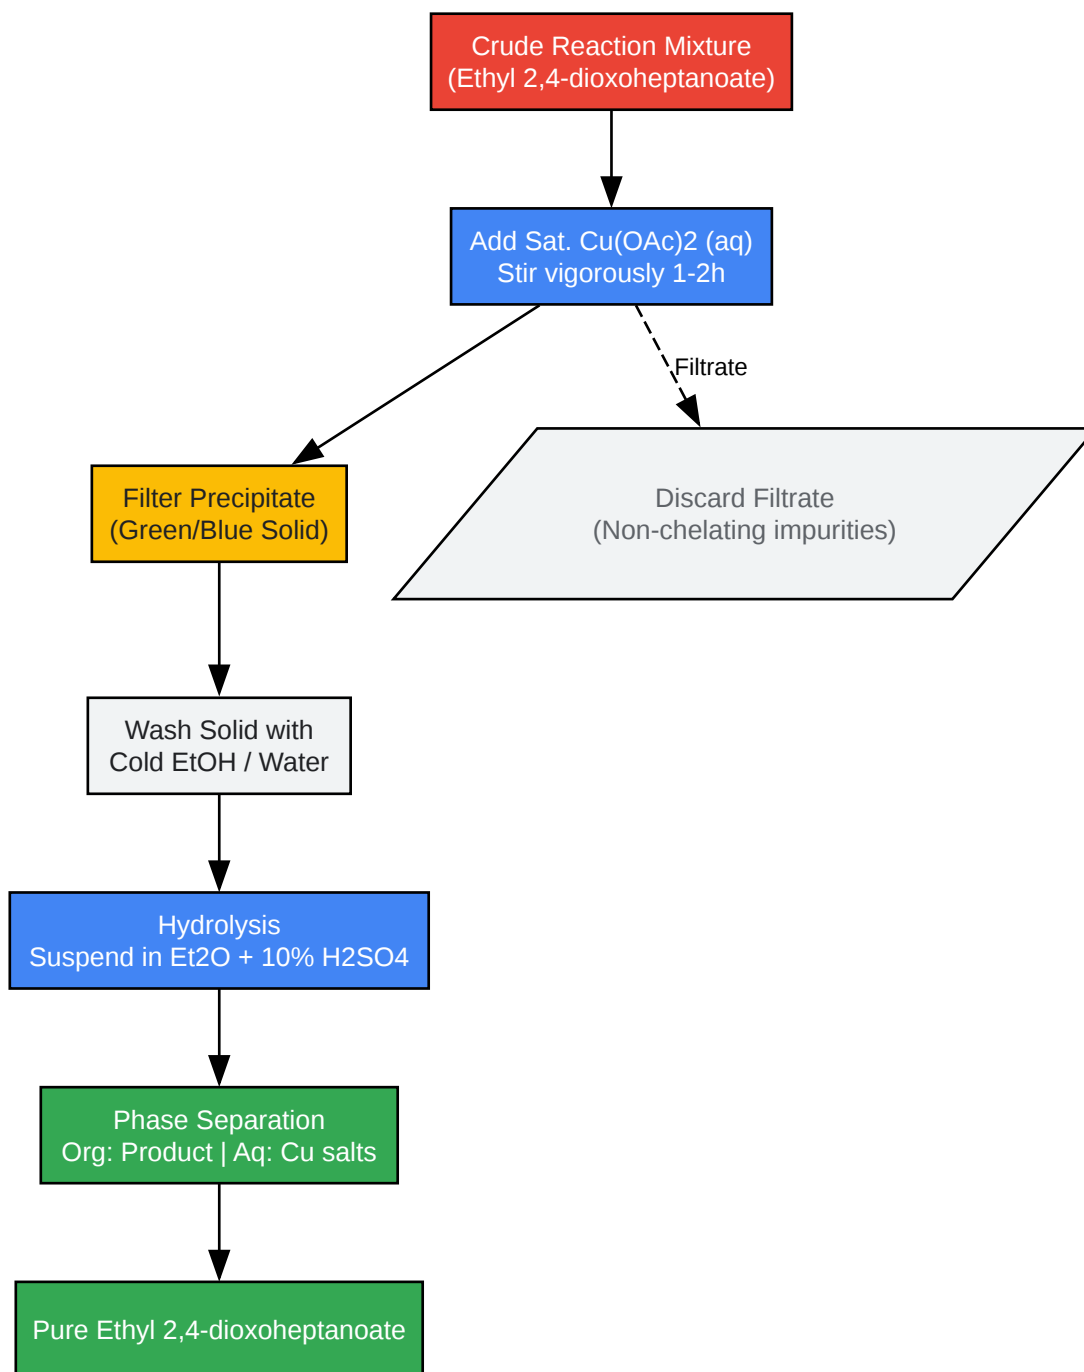 Crude Reaction Mixture
(Ethyl 2,4-dioxoheptanoate)
Add Sat. Cu(OAc)2 (aq)
Stir vigorously 1-2h
Filtrate
Filter Precipitate
(Green/Blue Solid)
Discard Filtrate
(Non-chelating impurities)
Wash Solid with
Cold EtOH / Water
Hydrolysis
Suspend in Et2O + 10% H2SO4
Phase Separation
Org: Product | Aq: Cu salts
Pure Ethyl 2,4-dioxoheptanoate